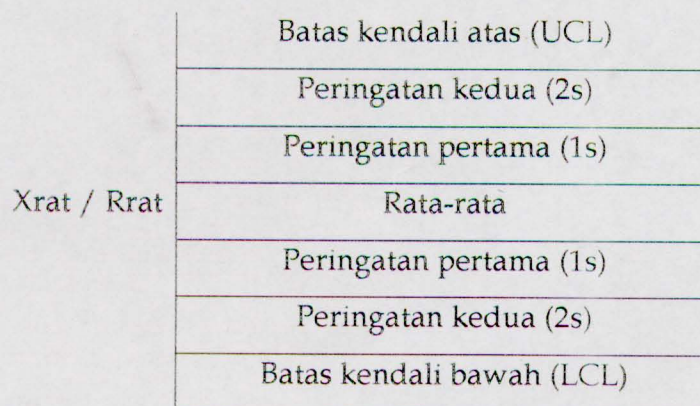 Batas kendali atas (UCL)
Peringatan kedua (2s)
Peringatan pertama (1s)
Xrat / Rrat
Rata-rata
Peringatan pertama (1s)
Peringatan kedua (2s)
Batas kendali bawah (LCL)